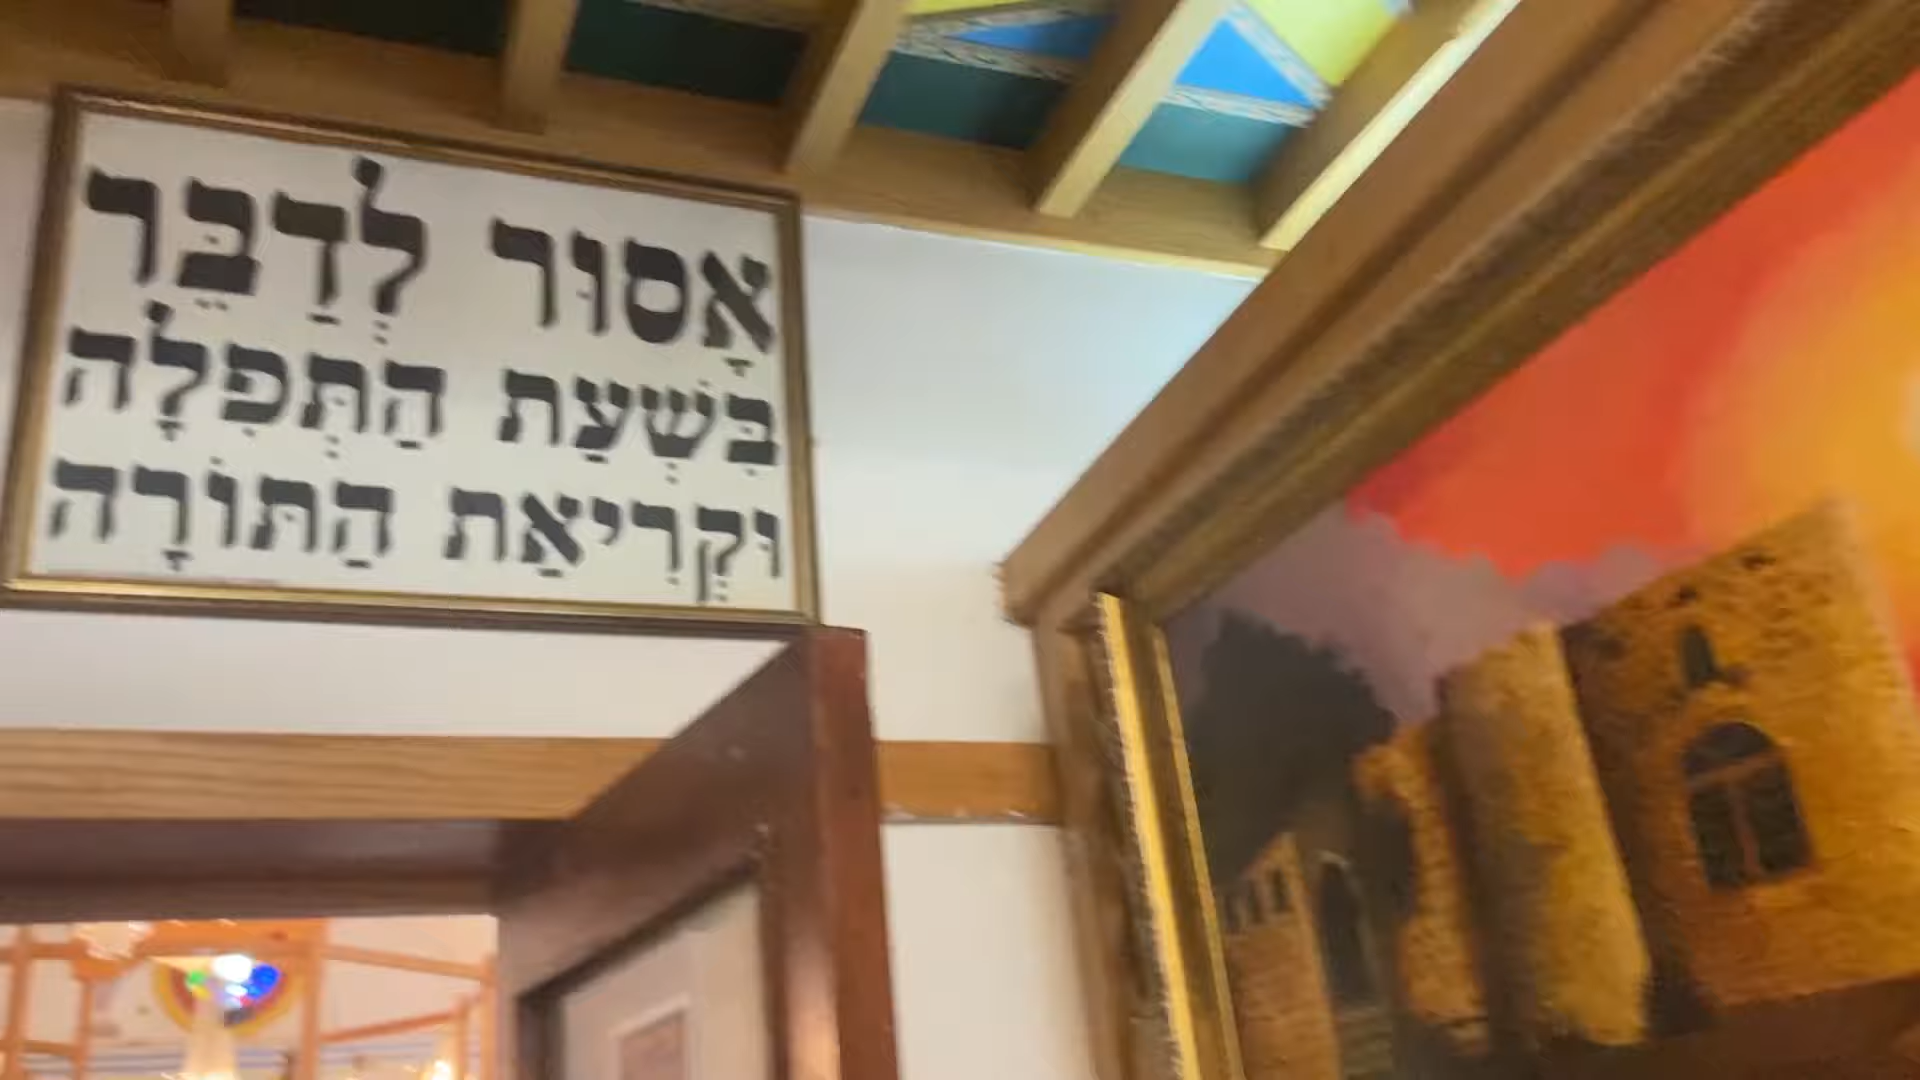 אָסוּר לְדַבֵּר
בִּשְׁעַת הַתְּפִלָּה
וּקְרִיאַת הַתּוֹרָה